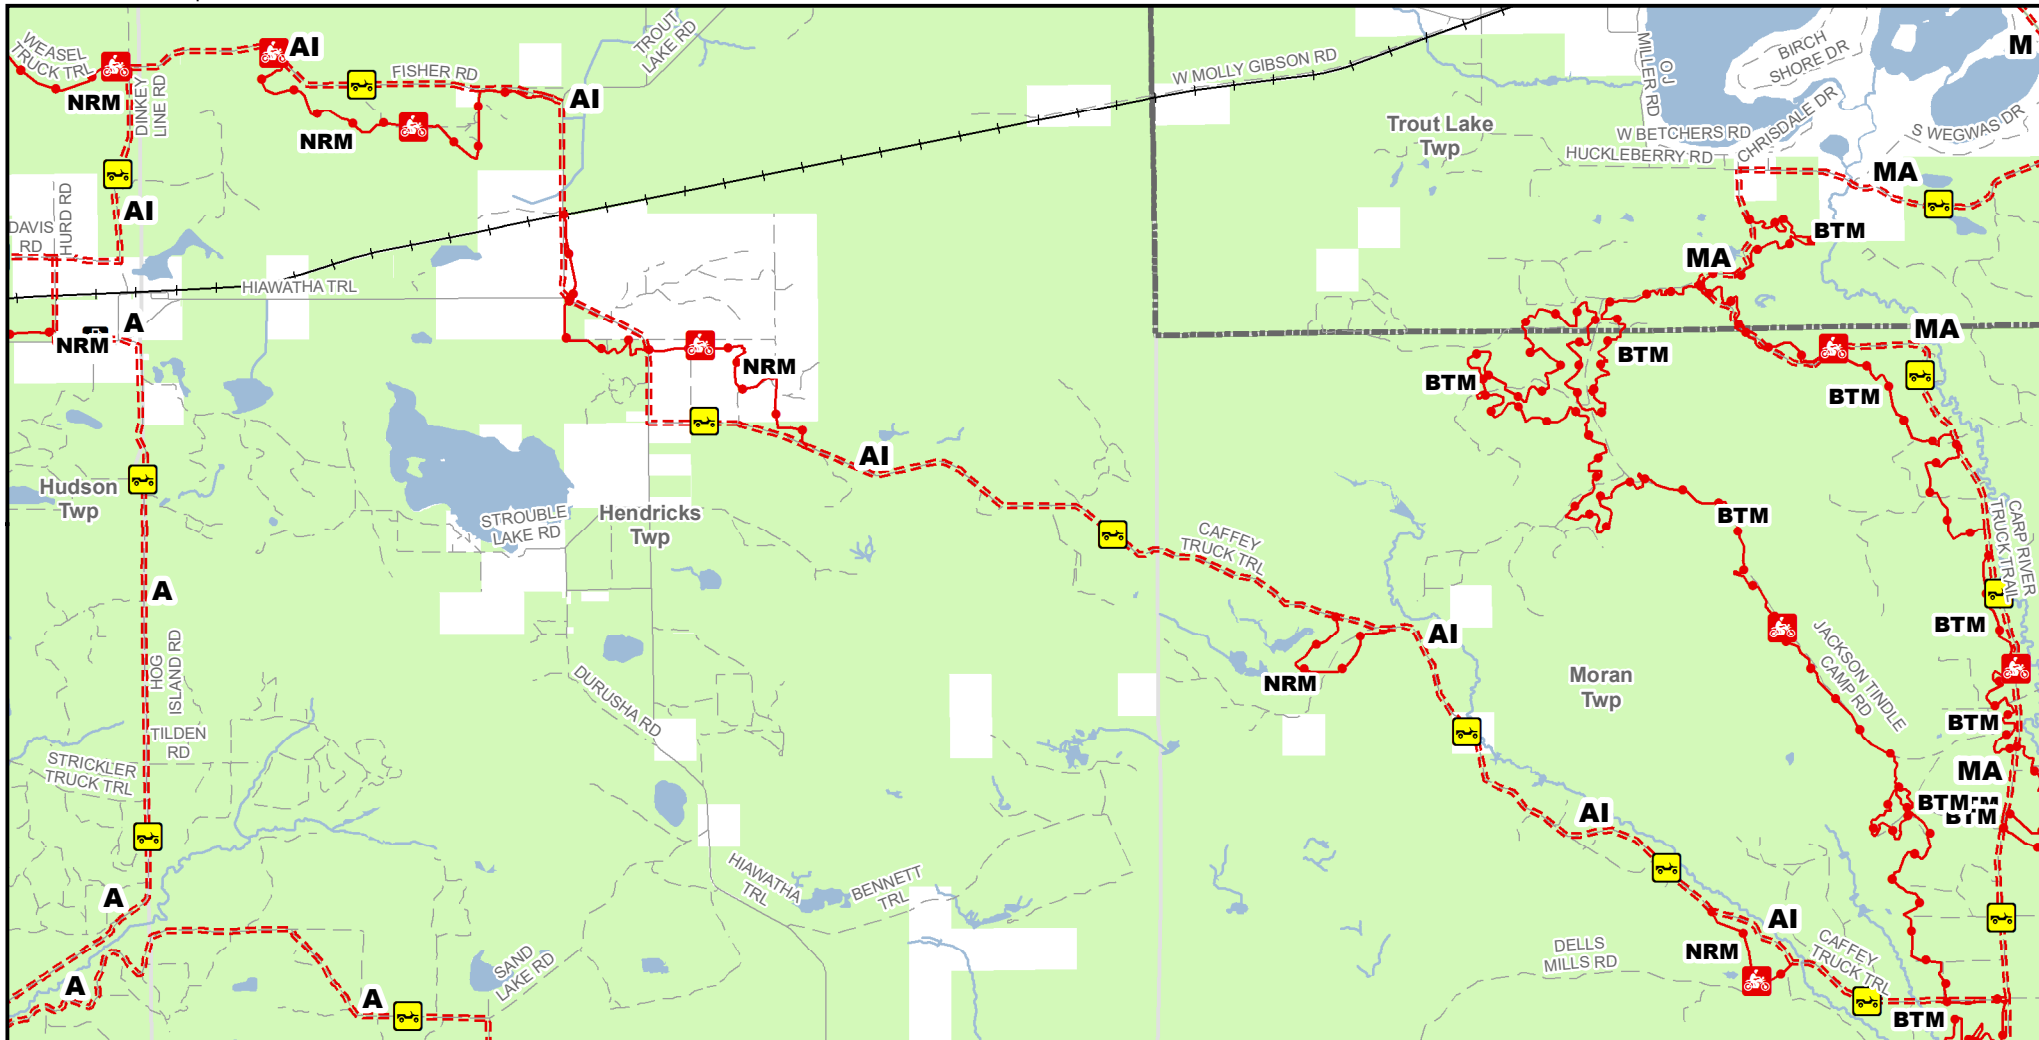 WEASEL
TRUCK TRL
NRM
DINKEY
LINE RD
AI
FISHER RD
TROUT
LAKE RD
AI
NRM
W MOLLY GIBSON RD
Trout Lake
Twp
O J
MILLER RD
BIRCH
SHORE DR
M
W BETCHERS RD
CHRISDALE DR
S WEGWAS DR
HUCKLEBERRY RD
MA
AI
HURD RD
DAVIS
RD
BTM
MA
HIAWATHA TRL
A
NRM
MA
NRM
BTM
BTM
BTM
AI
Hudson
Twp
STROUBLE
LAKE RD
Hendricks
Twp
CAFFEY
TRUCK TRL
BTM
CARP RIVER
TRUCK TRAIL
A
AI
BTM
HOG
ISLAND RD
NRM
Moran
Twp
JACKSON TINDLE
CAMP RD
DURUSHA RD
BTM
TILDEN
RD
STRICKLER
TRUCK TRL
MA
AI
BTM
BTM
HIAWATHA
TRL
BENNETT
TRL
A
AI
DELLS
MILLS RD
NRM
CAFFEY
TRUCK TRL
SAND
LAKE RD
A
A
BTM